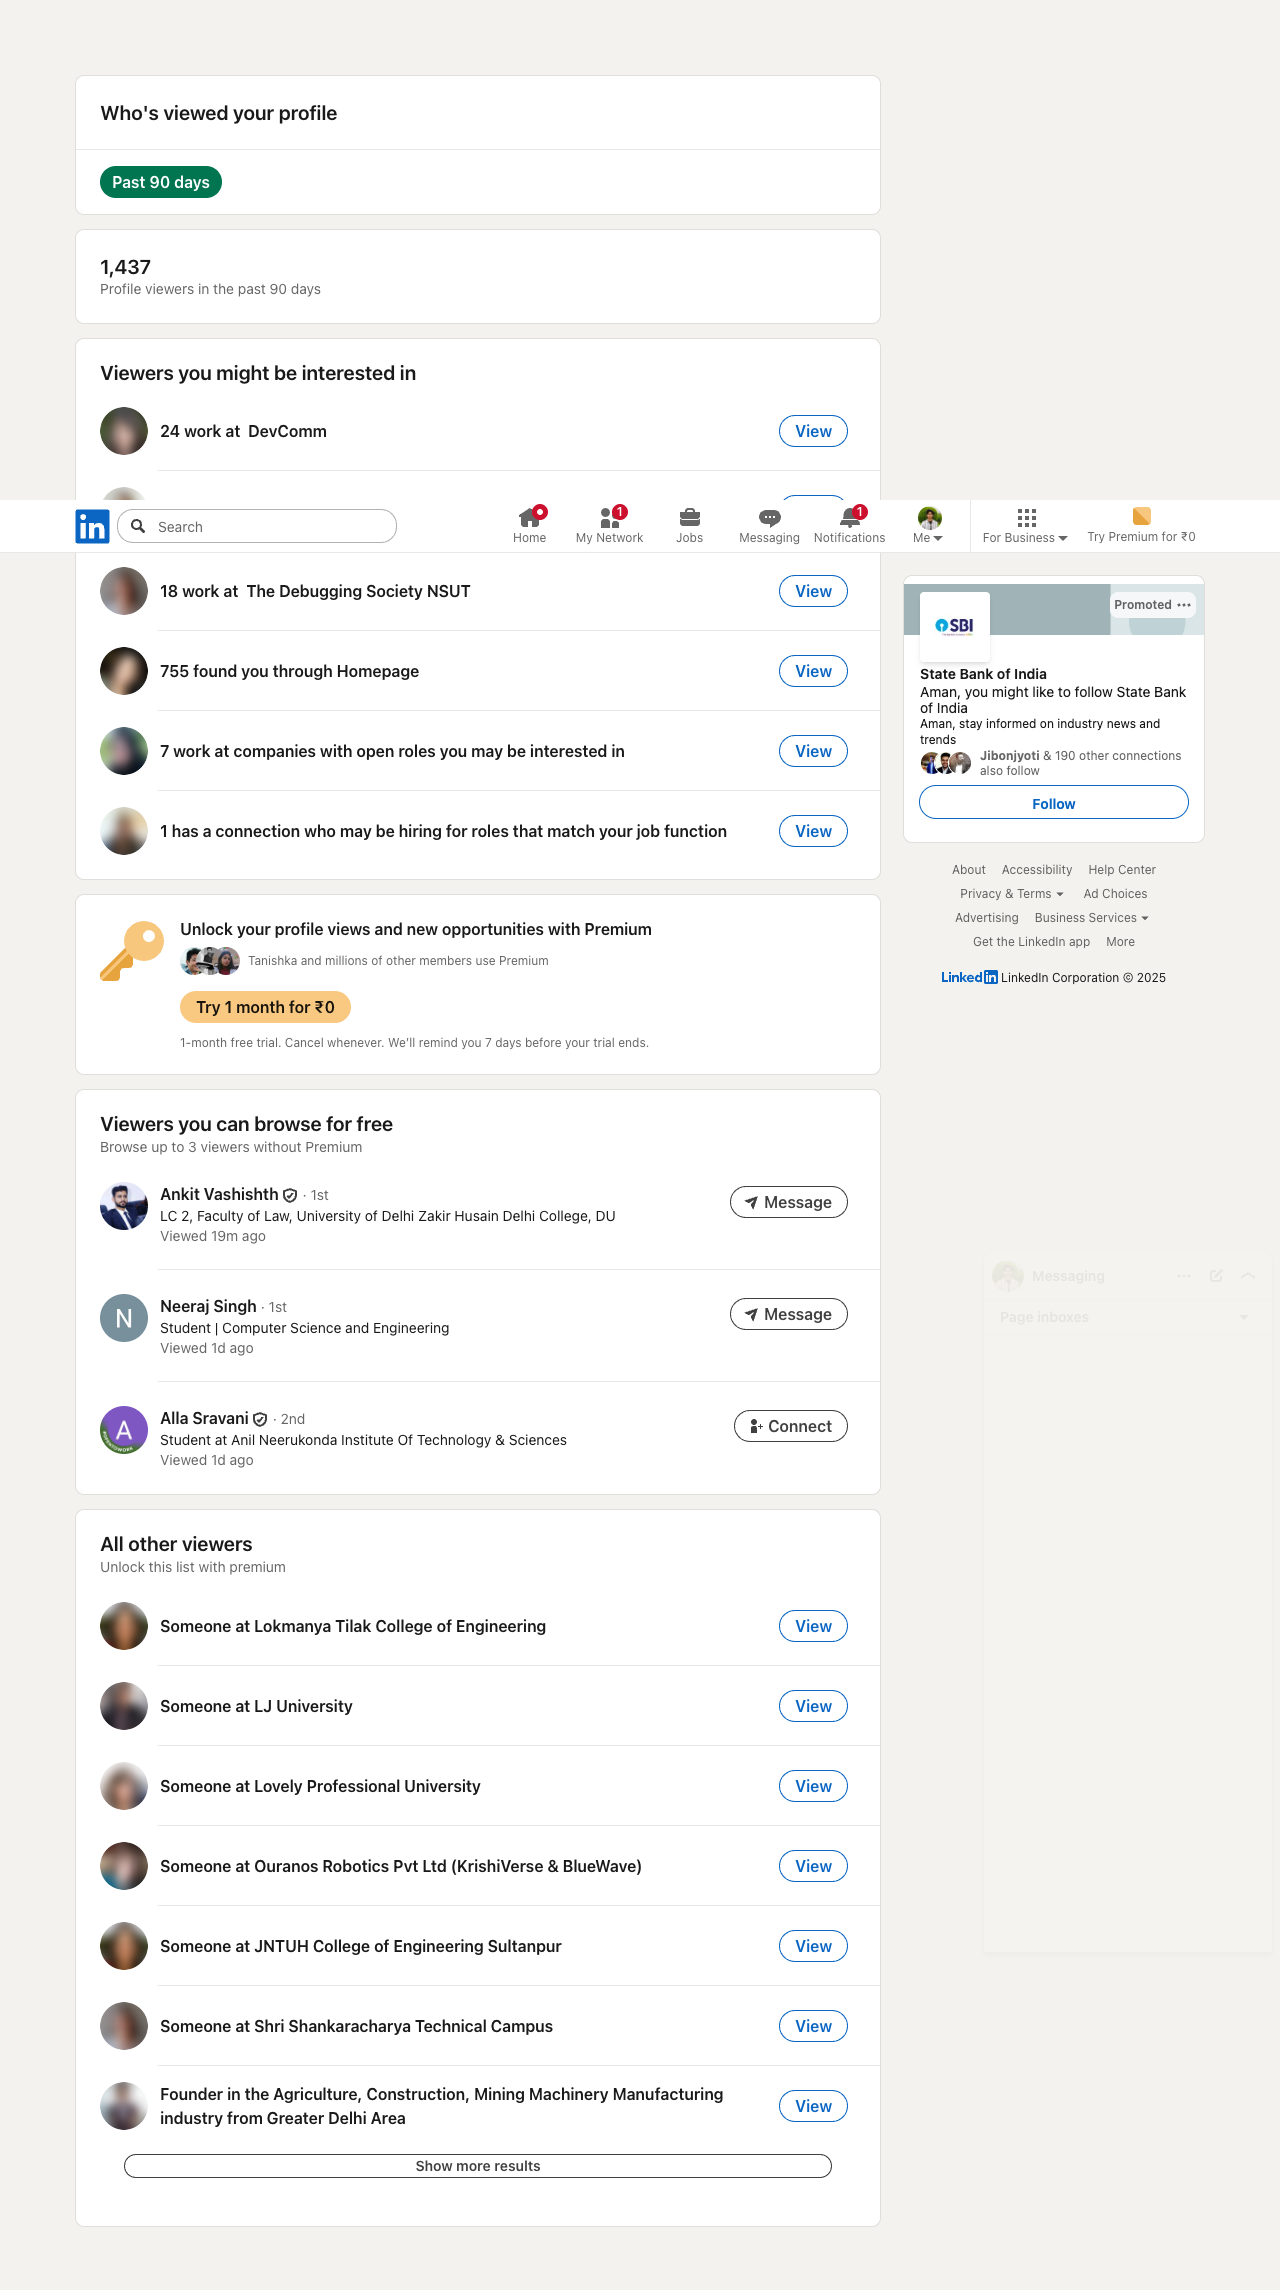 Who's viewed your profile
Past 90 days
1,437
Profile viewers in the past 90 days
Viewers you might be interested in
24 work at  DevComm
View
in
Search
Home
1
My Network
Jobs
Messaging
1
Notifications
Me
For Business
Try Premium for ₹0
18 work at  The Debugging Society NSUT
View
755 found you through Homepage
View
7 work at companies with open roles you may be interested in
View
1 has a connection who may be hiring for roles that match your job function
View
Promoted
SBI
State Bank of India
Aman, you might like to follow State Bank
of India
Aman, stay informed on industry news and
trends
Jibonjyoti & 190 other connections
also follow
Follow
About Accessibility Help Center
Privacy & Terms Ad Choices
Advertising Business Services
Get the LinkedIn app More
Linkedin LinkedIn Corporation © 2025
Unlock your profile views and new opportunities with Premium
Tanishka and millions of other members use Premium
Try 1 month for ₹0
1-month free trial. Cancel whenever. We'll remind you 7 days before your trial ends.
Viewers you can browse for free
Browse up to 3 viewers without Premium
Ankit Vashishth · 1st
LC 2, Faculty of Law, University of Delhi Zakir Husain Delhi College, DU
Viewed 19m ago
Message
N
Neeraj Singh · 1st
Student | Computer Science and Engineering
Viewed 1d ago
Message
A
Alla Sravani · 2nd
Student at Anil Neerukonda Institute Of Technology & Sciences
Viewed 1d ago
Connect
Messaging
Page inboxes
All other viewers
Unlock this list with premium
Someone at Lokmanya Tilak College of Engineering
View
Someone at LJ University
View
Someone at Lovely Professional University
View
Someone at Ouranos Robotics Pvt Ltd (KrishiVerse & BlueWave)
View
Someone at JNTUH College of Engineering Sultanpur
View
Someone at Shri Shankaracharya Technical Campus
View
Founder in the Agriculture, Construction, Mining Machinery Manufacturing
industry from Greater Delhi Area
View
Show more results